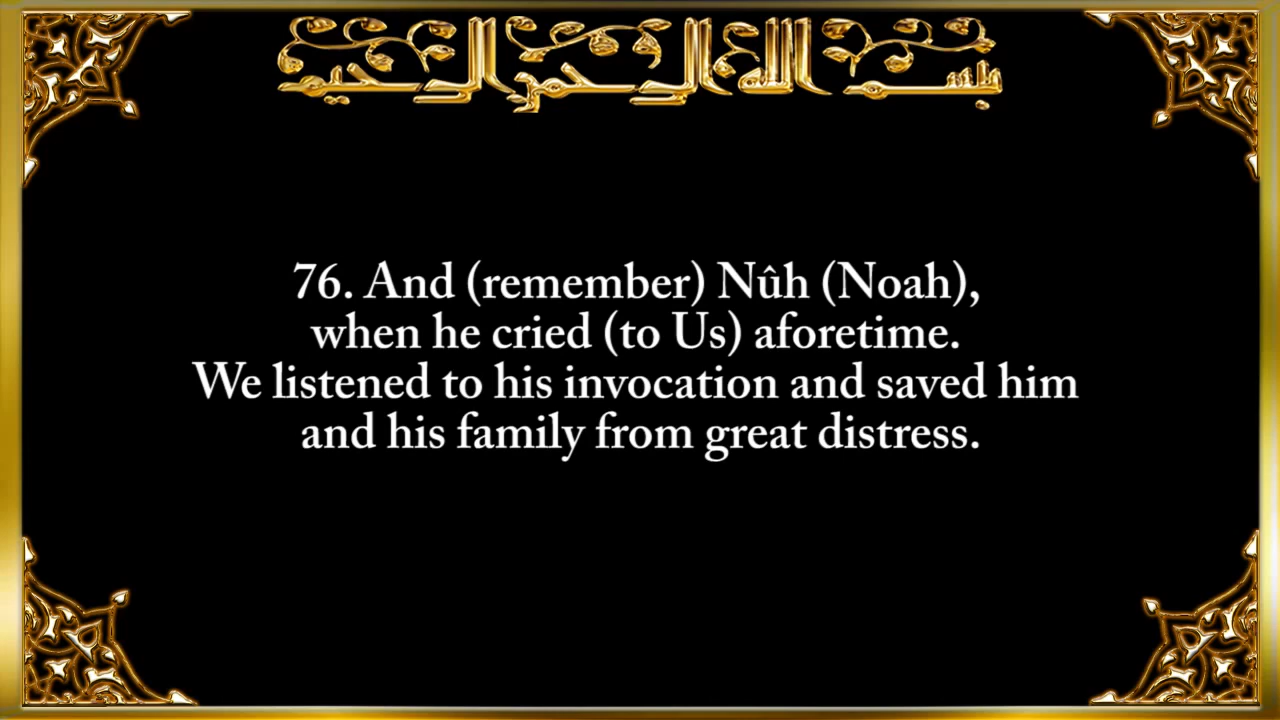 بسم الله الرحمن الرحيم
76. And (remember) Nûh (Noah),
when he cried (to Us) aforetime.
We listened to his invocation and saved him
and his family from great distress.